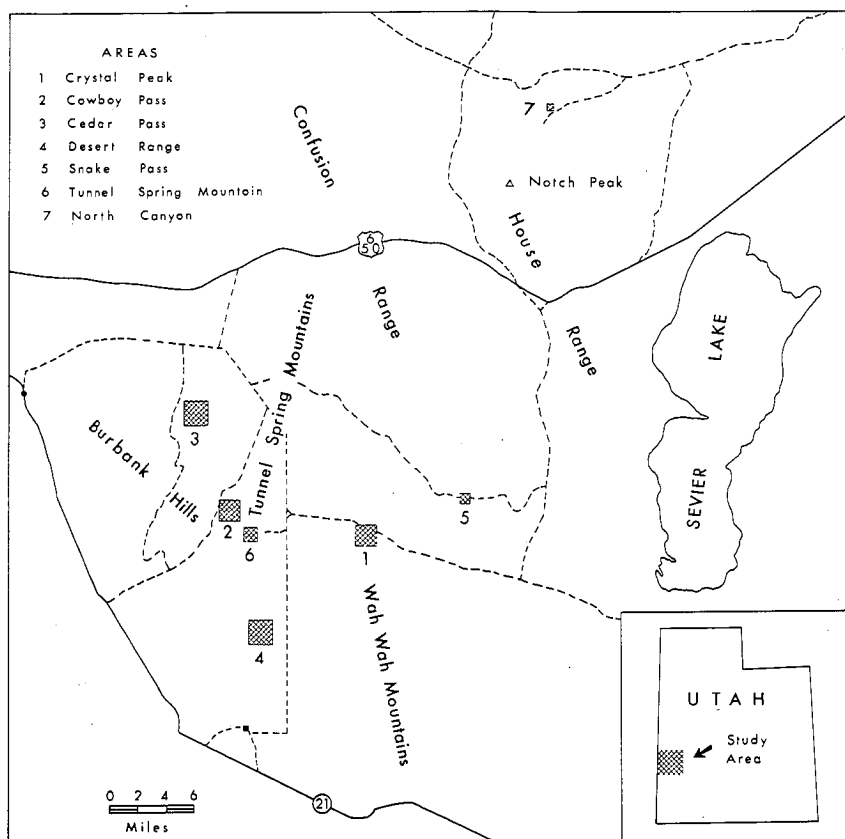 AREAS
1 Crystal Peak
2 Cowboy Pass
3 Cedar Pass
4 Desert Range
5 Snake Pass
6 Tunnel Spring Mountain
7 North Canyon
Confusion
Range
7
Notch Peak
House
Range
6
50
Tunnel Spring Mountains
LAKE
SEVIER
3
Burbank
Hills
2
6
1
5
4
Wah Wah Mountains
UTAH
Study
Area
0 2 4 6
Miles
21